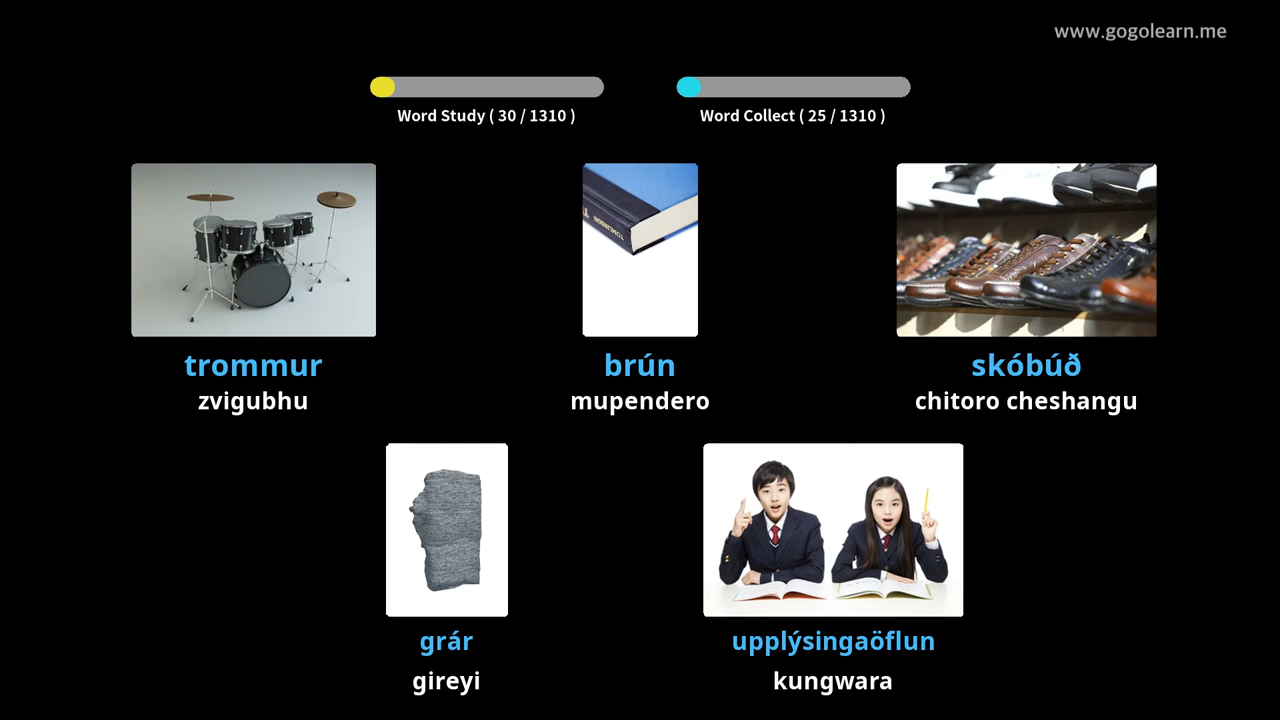 www.gogolearn.me
Word Study ( 30 / 1310 )
Word Collect ( 25 / 1310 )
TOMLINSON
trommur
zvigubhu
brún
mupendero
skóbúð
chitoro cheshangu
grár
gireyi
upplýsingaöflun
kungwara